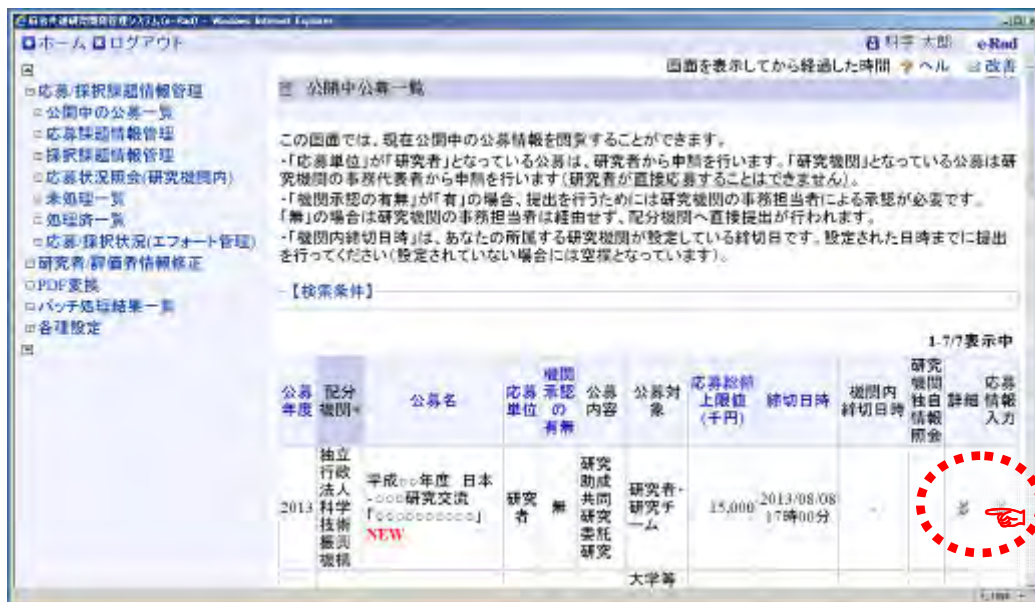 府省共通研究開発管理システム(e-Rad) - Windows Internet Explorer
ホーム ログアウト
科学 太郎 e-Rad
画面を表示してから経過した時間 ヘル 改善
応募/採択課題情報管理
公開中の公募一覧
応募課題情報管理
採択課題情報管理
応募状況照会(研究機関内)
未処理一覧
処理済一覧
応募/採択状況(エフォート管理)
研究者/評価者情報修正
PDF変換
バッチ処理結果一覧
各種設定
公開中公募一覧
この画面では、現在公開中の公募情報を閲覧することができます。
・「応募単位」が「研究者」となっている公募は、研究者から申請を行います。「研究機関」となっている公募は研
究機関の事務代表者から申請を行います(研究者が直接応募することはできません)。
・「機関承認の有無」が「有」の場合、提出を行うためには研究機関の事務担当者による承認が必要です。
「無」の場合は研究機関の事務担当者は経由せず、配分機関へ直接提出が行われます。
・「機関内締切日時」は、あなたの所属する研究機関が設定している締切日です。設定された日時までに提出
を行ってください(設定されていない場合には空欄となっています)。
【検索条件】
1-7/7表示中
公募年度 配分機関 公募名 応募単位 機関承認の有無 公募内容 公募対象 応募総額上限値(千円) 締切日時 機関内締切日時 研究機関独自情報照会 詳細 応募情報入力
2013 独立行政法人科学技術振興機構 平成○○年度 日本-○○○研究交流「○○○○○○○○○○」 NEW 研究者 無 研究助成共同研究委託研究 研究者・研究チーム 15,000 2013/08/08 17時00分 -
大学等